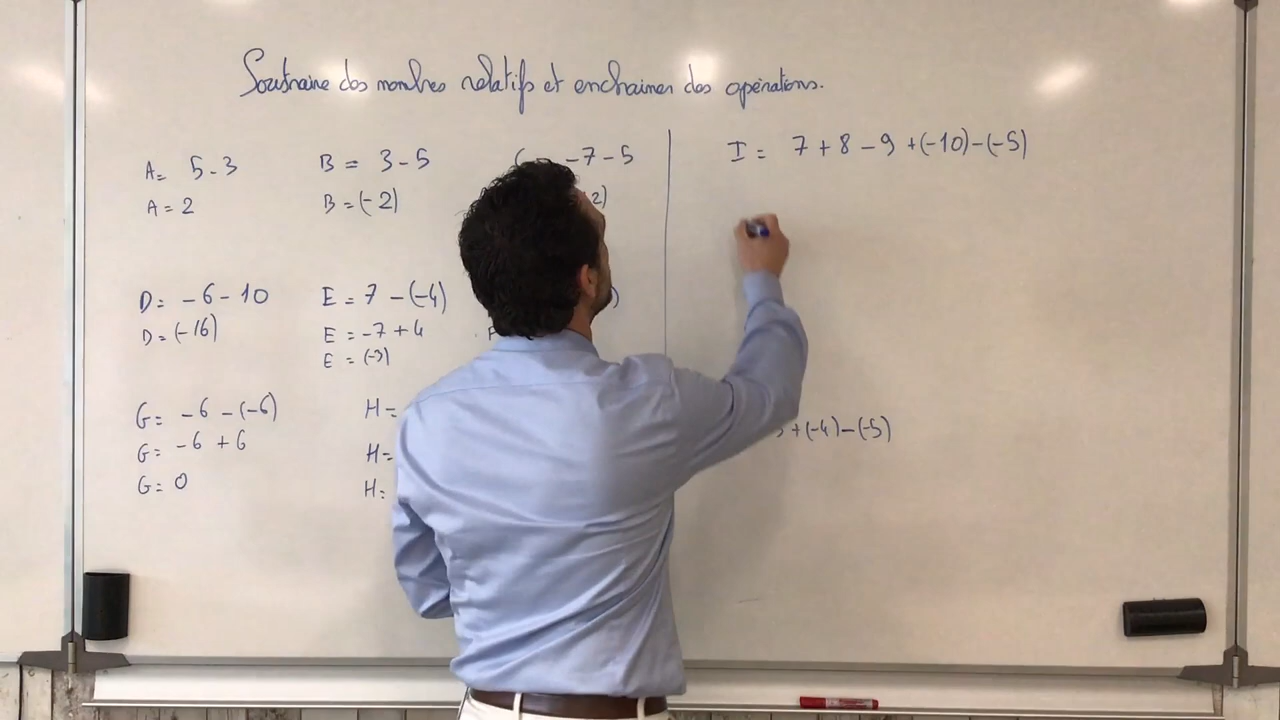 Soustraire des nombres relatifs et enchainer des opérations.
A= 5-3
A= 2
B = 3-5
B = (-2)
-7-5
2)
D= -6-10
D= (-16)
E = 7-(-4)
E = -7+4
E = (-3)
)
G= -6-(-6)
G= -6+6
G= 0
H=
H=
H=
I = 7+8-9+(-10)-(-5)
+(-4)-(-5)